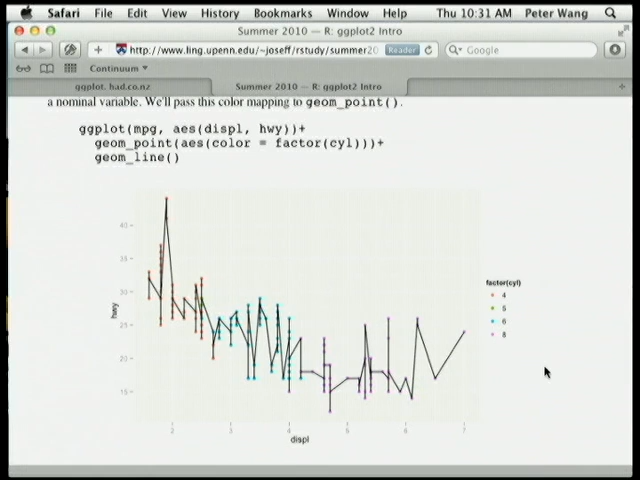 Safari File Edit View History Bookmarks Window Help Thu 10:31 AM Peter Wang
Summer 2010 — R: ggplot2 Intro
http://www.ling.upenn.edu/~joseff/rstudy/summer20 Reader Google
Continuum
ggplot. had.co.nz Summer 2010 — R: ggplot2 Intro
a nominal variable. We'll pass this color mapping to geom_point().
ggplot(mpg, aes(displ, hwy))+
geom_point(aes(color = factor(cyl)))+
geom_line()
40
35
30
25
20
15
hwy
factor(cyl)
4
5
6
8
2 3 4 5 6 7
displ